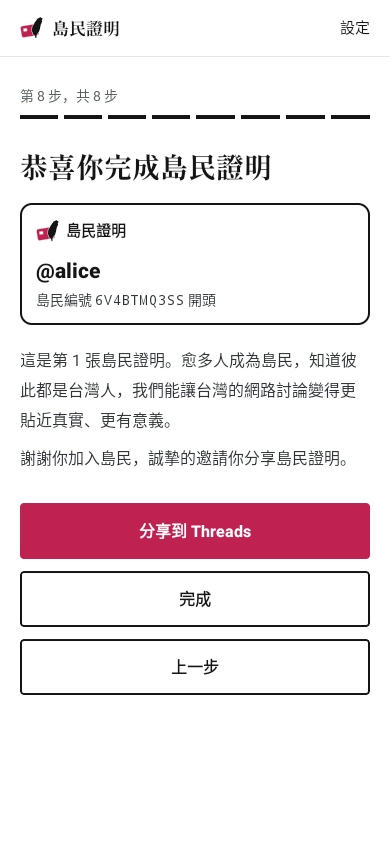 島民證明
設定
第 8 步，共 8 步
恭喜你完成島民證明
島民證明
@alice
島民編號 6V4BTMQ3SS 開頭
這是第 1 張島民證明。愈多人成為島民，知道彼
此都是台灣人，我們能讓台灣的網路討論變得更
貼近真實、更有意義。
謝謝你加入島民，誠摯的邀請你分享島民證明。
分享到 Threads
完成
上一步